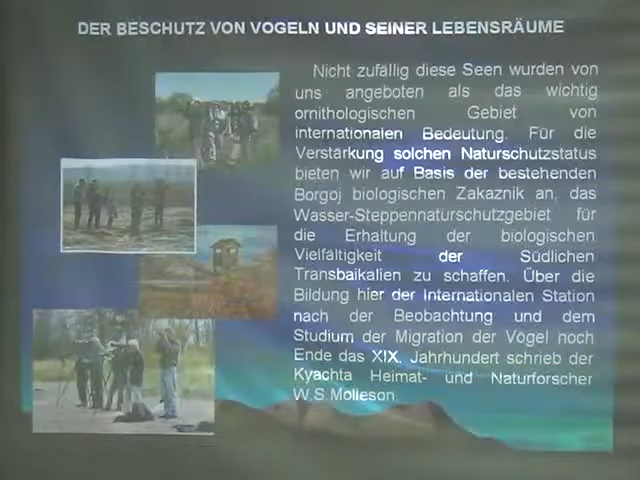 DER BESCHUTZ VON VOGELN UND SEINER LEBENSRÄUME
Nicht zufällig diese Seen wurden von
uns angeboten als das wichtig
ornithologischen Gebiet von
internationalen Bedeutung. Für die
Verstärkung solchen Naturschutzstatus
bieten wir auf Basis der bestehenden
Borgoj biologischen Zakaznik an, das
Wasser-Steppennaturschutzgebiet für
die Erhaltung der biologischen
Vielfältigkeit der Südlichen
Transbaikalien zu schaffen. Über die
Bildung hier der Internationalen Station
nach der Beobachtung und dem
Studium der Migration der Vögel noch
Ende das XIX. Jahrhundert schrieb der
Kyachta Heimat- und Naturforscher
W.S.Molleson